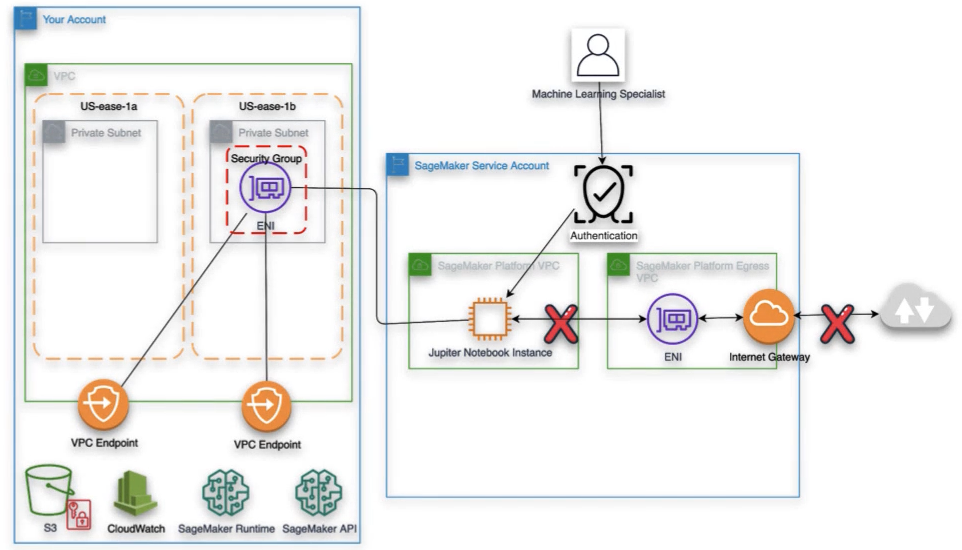 Your Account
VPC
US-ease-1a
US-ease-1b
Private Subnet
Private Subnet
Security Group
ENI
VPC Endpoint
VPC Endpoint
S3
CloudWatch
SageMaker Runtime
SageMaker API
Machine Learning Specialist
SageMaker Service Account
Authentication
SageMaker Platform VPC
Jupiter Notebook Instance
SageMaker Platform Egress
VPC
ENI
Internet Gateway